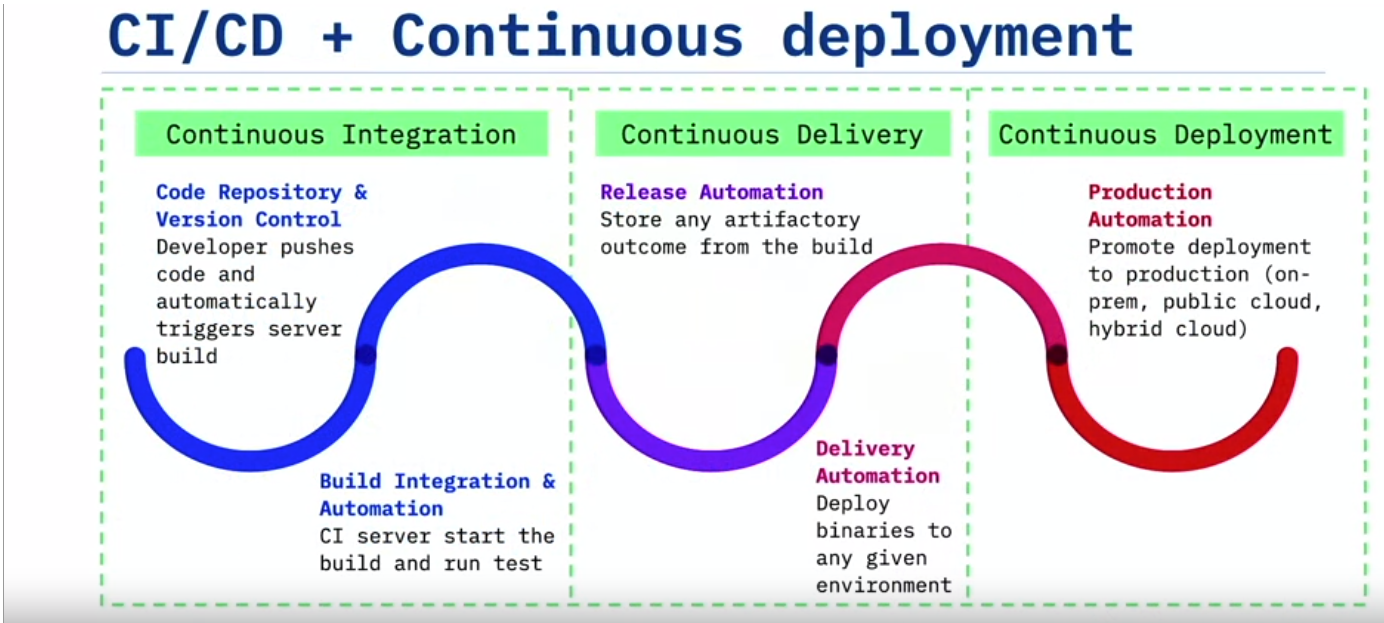 CI/CD + Continuous deployment
Continuous Integration
Code Repository &
Version Control
Developer pushes
code and
automatically
triggers server
build
Build Integration &
Automation
CI server start the
build and run test
Continuous Delivery
Release Automation
Store any artifactory
outcome from the build
Delivery
Automation
Deploy
binaries to
any given
environment
Continuous Deployment
Production
Automation
Promote deployment
to production (on-
prem, public cloud,
hybrid cloud)